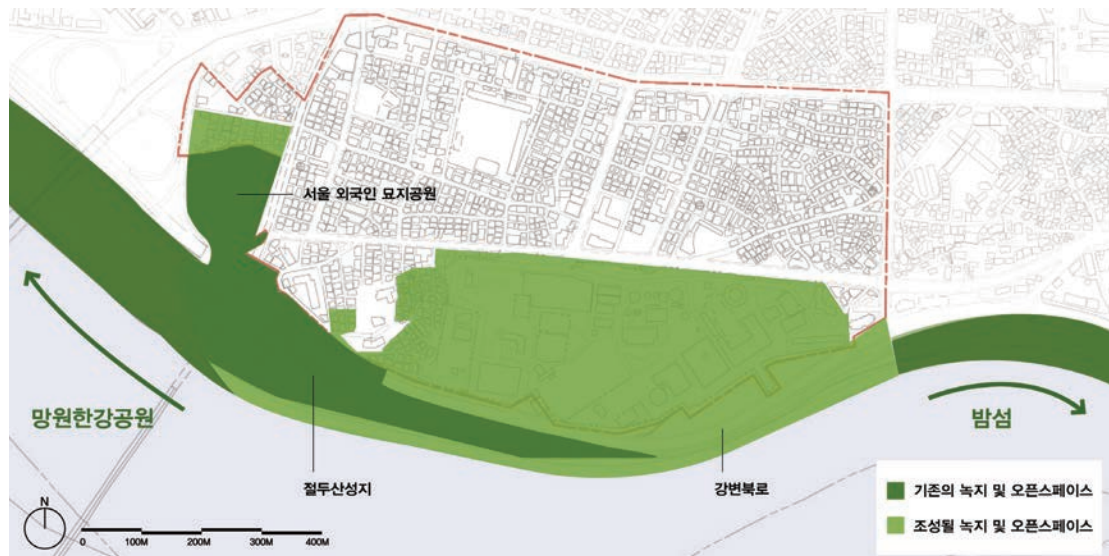 서울 외국인 묘지공원
망원한강공원
밤섬
절두산성지
강변북로
기존의 녹지 및 오픈스페이스
조성될 녹지 및 오픈스페이스
N
0 100M 200M 300M 400M